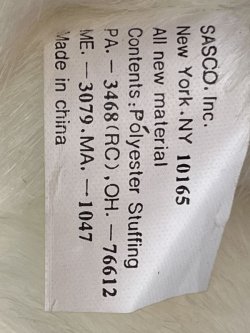 SASCO, Inc.
New York, NY 10165
All new material
Contents:Pólyester Stuffing
PA.-3468(RC),OH.-76612
ME.-3079.MA.-1047
Made in china